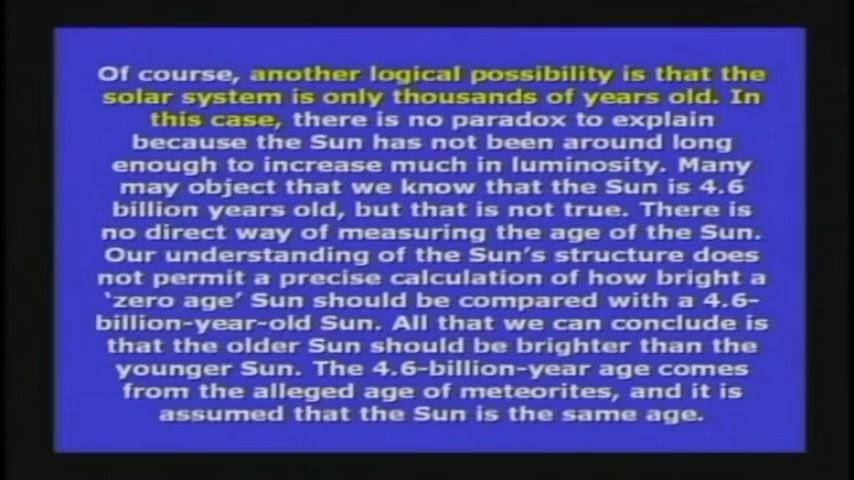 Of course, another logical possibility is that the
solar system is only thousands of years old. In
this case, there is no paradox to explain
because the Sun has not been around long
enough to increase much in luminosity. Many
may object that we know that the Sun is 4.6
billion years old, but that is not true. There is
no direct way of measuring the age of the Sun.
Our understanding of the Sun's structure does
not permit a precise calculation of how bright a
‘zero age’ Sun should be compared with a 4.6-
billion-year-old Sun. All that we can conclude is
that the older Sun should be brighter than the
younger Sun. The 4.6-billion-year age comes
from the alleged age of meteorites, and it is
assumed that the Sun is the same age.